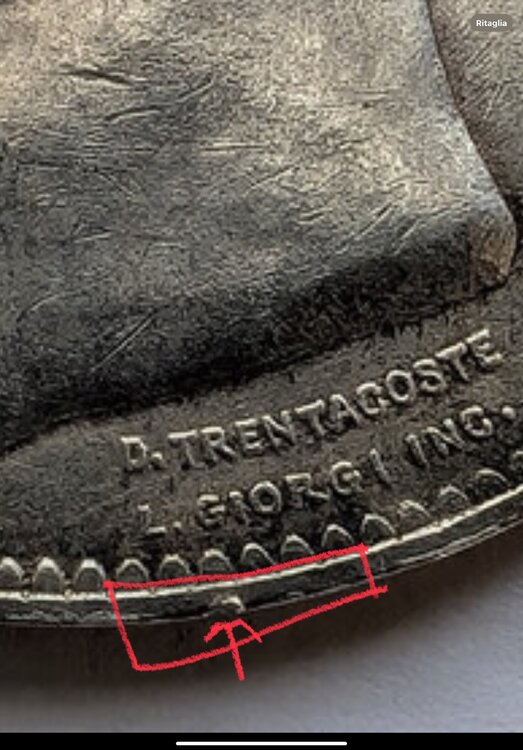 Ritaglia
D. TRENTACOSTE
L. GIORGI INC.